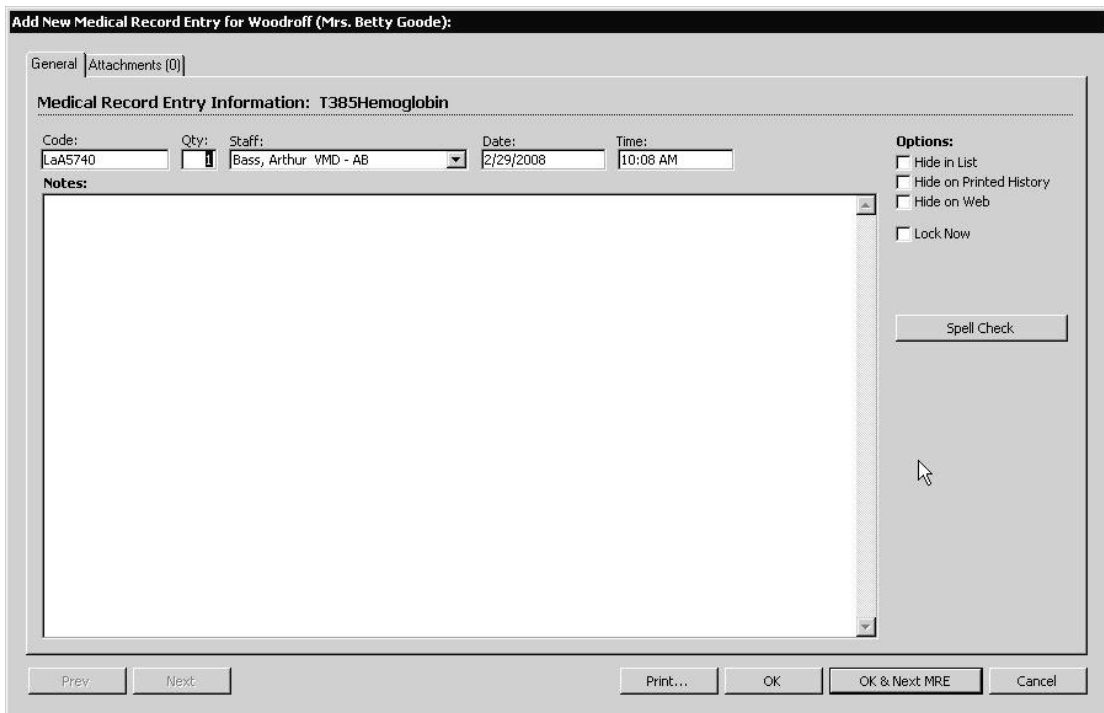 Add New Medical Record Entry for Woodroff (Mrs. Betty Goode):
General Attachments (0)
Medical Record Entry Information: T385Hemoglobin
Code: Qty: Staff: Date: Time: Options:
LaA5740 1 Bass, Arthur VMD - AB 2/29/2008 10:08 AM Hide in List
Notes: Hide on Printed History
Hide on Web
Lock Now
Spell Check
Prev Next Print... OK OK & Next MRE Cancel